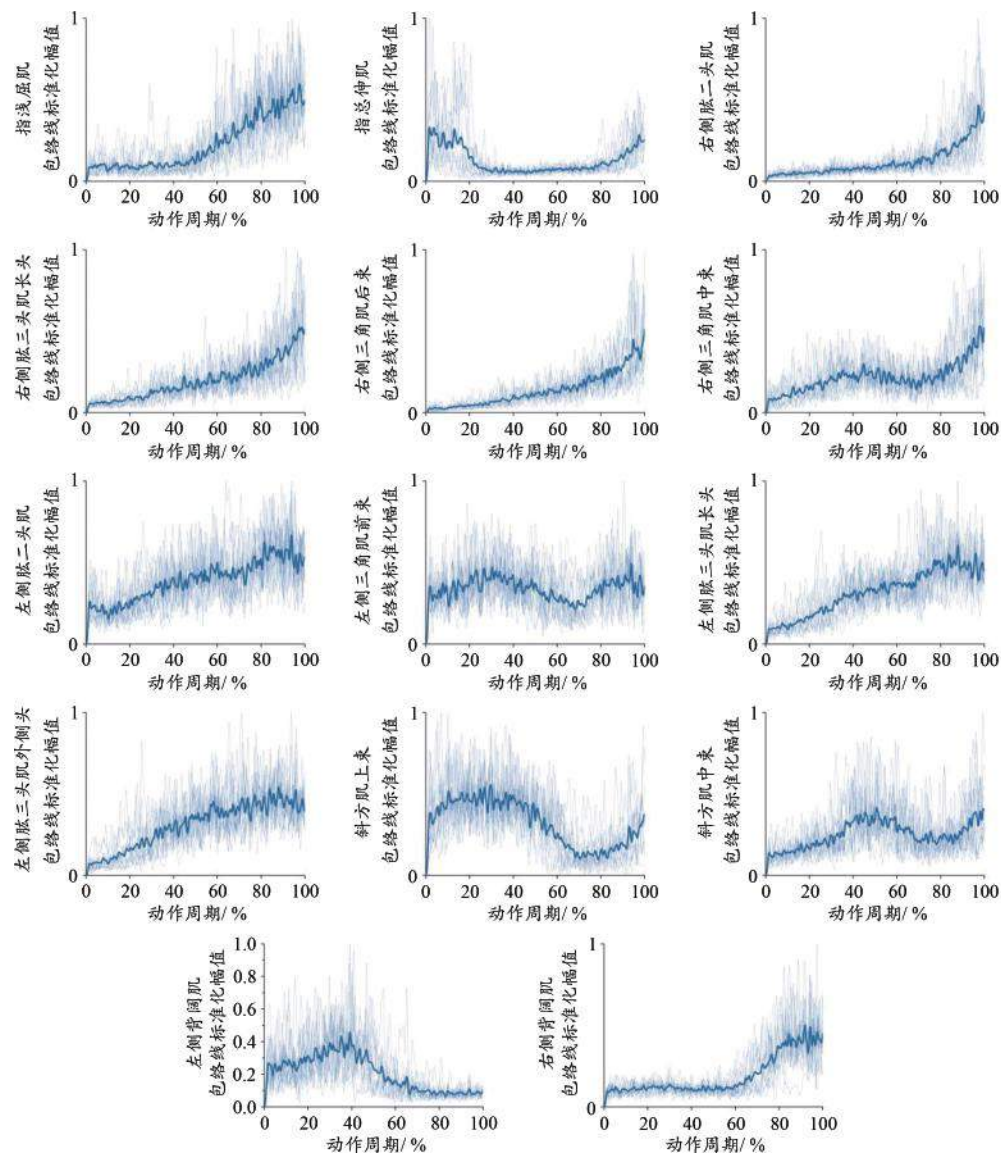 指浅屈肌
包络线标准化幅值
1
0
0 20 40 60 80 100
动作周期/ %
指总伸肌
包络线标准化幅值
1
0
0 20 40 60 80 100
动作周期/ %
右侧肱二头肌
包络线标准化幅值
1
0
0 20 40 60 80 100
动作周期/ %
右侧肱三头肌长头
包络线标准化幅值
1
0
0 20 40 60 80 100
动作周期/ %
右侧三角肌后束
包络线标准化幅值
1
0
0 20 40 60 80 100
动作周期/ %
右侧三角肌中束
包络线标准化幅值
1
0
0 20 40 60 80 100
动作周期/ %
左侧肱二头肌
包络线标准化幅值
1
0
0 20 40 60 80 100
动作周期/ %
左侧三角肌前束
包络线标准化幅值
1
0
0 20 40 60 80 100
动作周期/ %
左侧肱三头肌长头
包络线标准化幅值
1
0
0 20 40 60 80 100
动作周期/ %
左侧肱三头肌外侧头
包络线标准化幅值
1
0
0 20 40 60 80 100
动作周期/ %
斜方肌上束
包络线标准化幅值
1
0
0 20 40 60 80 100
动作周期/ %
斜方肌中束
包络线标准化幅值
1
0
0 20 40 60 80 100
动作周期/ %
左侧背阔肌
包络线标准化幅值
1.0
0.8
0.6
0.4
0.2
0.0
0 20 40 60 80 100
动作周期/ %
右侧背阔肌
包络线标准化幅值
1
0
0 20 40 60 80 100
动作周期/ %